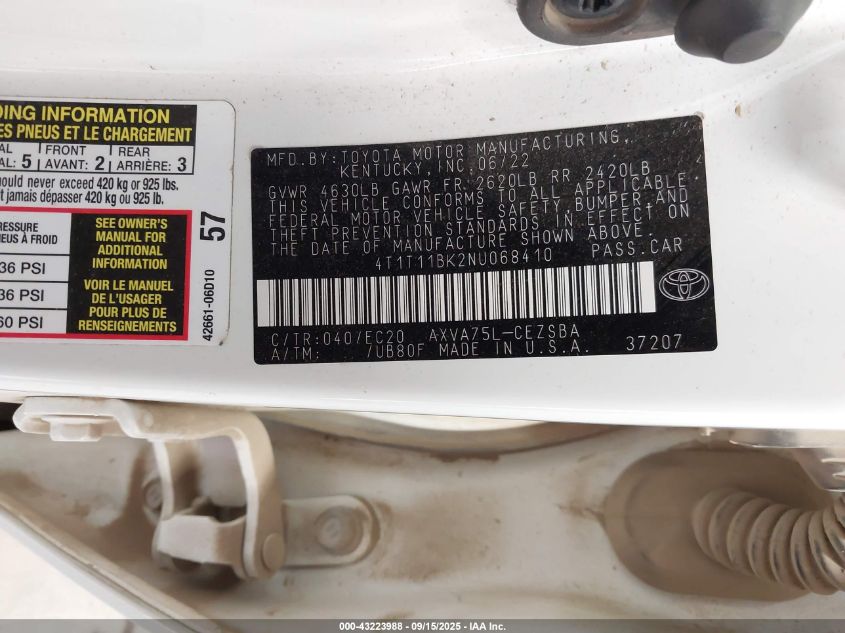 DING INFORMATION
ES PNEUS ET LE CHARGEMENT
AL: 5 FRONT AVANT: 2 REAR ARRIÈRE: 3
hould never exceed 420 kg or 925 lbs.
t jamais dépasser 420 kg ou 925 lb.
RESSURE
NEUS À FROID
36 PSI
36 PSI
60 PSI
SEE OWNER'S
MANUAL FOR
ADDITIONAL
INFORMATION
VOIR LE MANUEL
DE L'USAGER
POUR PLUS DE
RENSEIGNEMENTS
57
42661-06D10
MFD.BY:TOYOTA MOTOR MANUFACTURING,
KENTUCKY, INC. 06/22
GVWR 4630LB GAWR FR 2620LB RR 2420LB
THIS VEHICLE CONFORMS TO ALL APPLICABLE
FEDERAL MOTOR VEHICLE SAFETY, BUMPER, AND
THEFT PREVENTION STANDARDS IN EFFECT ON
THE DATE OF MANUFACTURE SHOWN ABOVE.
4T1T11BK2NU068410 PASS.CAR
TOYOTA
C/TR:040/EC20 AXVA75L-CEZSBA
A/TM: /UB80F MADE IN U.S.A. 37207
000-43223988 - 09/15/2025 - IAA Inc.